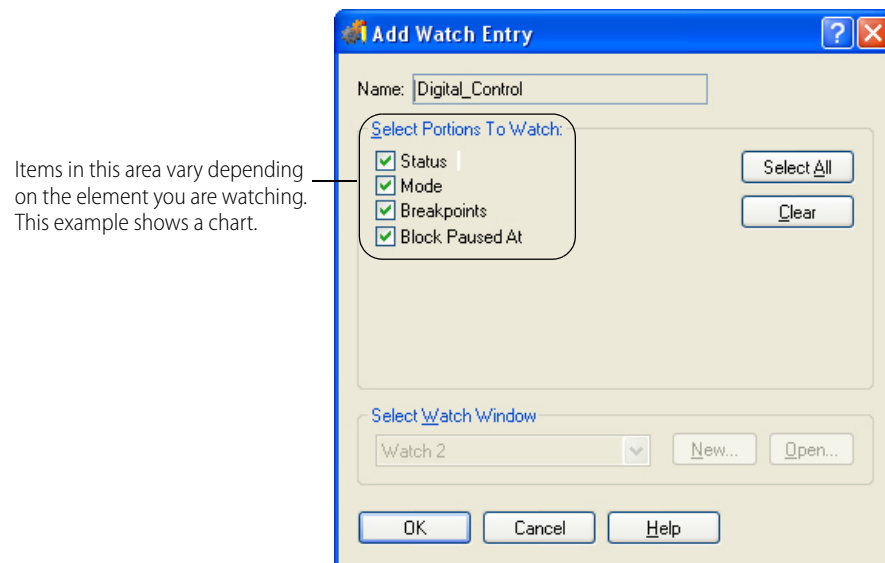 Add Watch Entry
Name: Digital_Control
Select Portions To Watch:
Status
Mode
Breakpoints
Block Paused At
Select All
Clear
Items in this area vary depending
on the element you are watching.
This example shows a chart.
Select Watch Window
Watch 2
New...
Open...
OK
Cancel
Help